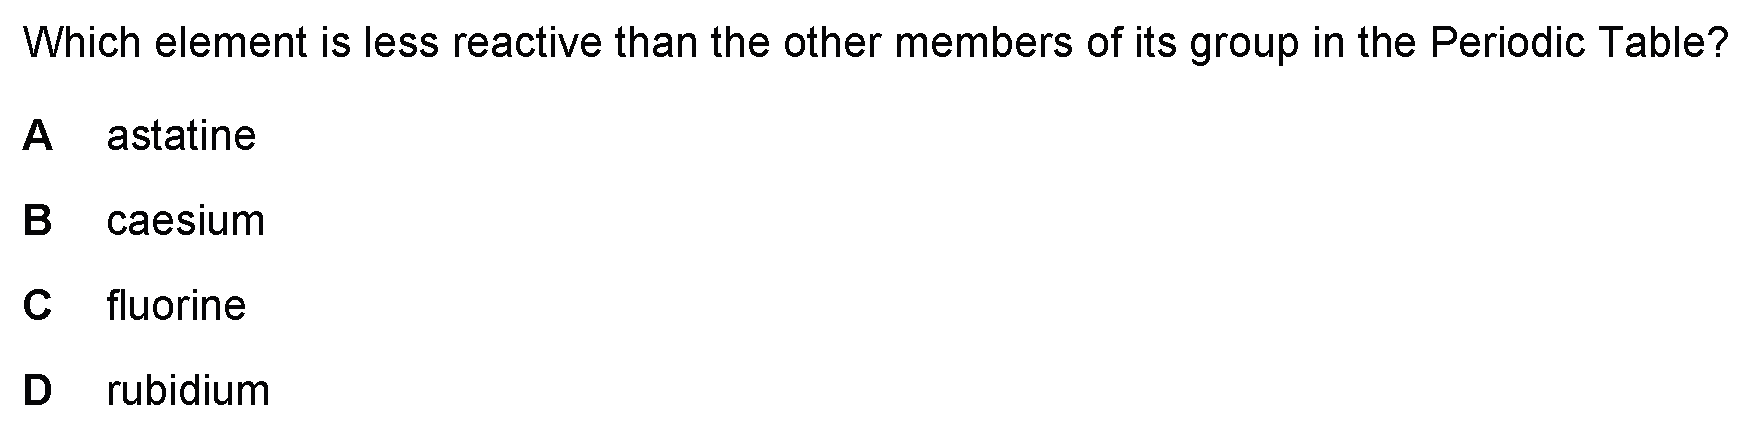 Which element is less reactive than the other members of its group in the Periodic Table?
A astatine
B caesium
C fluorine
D rubidium